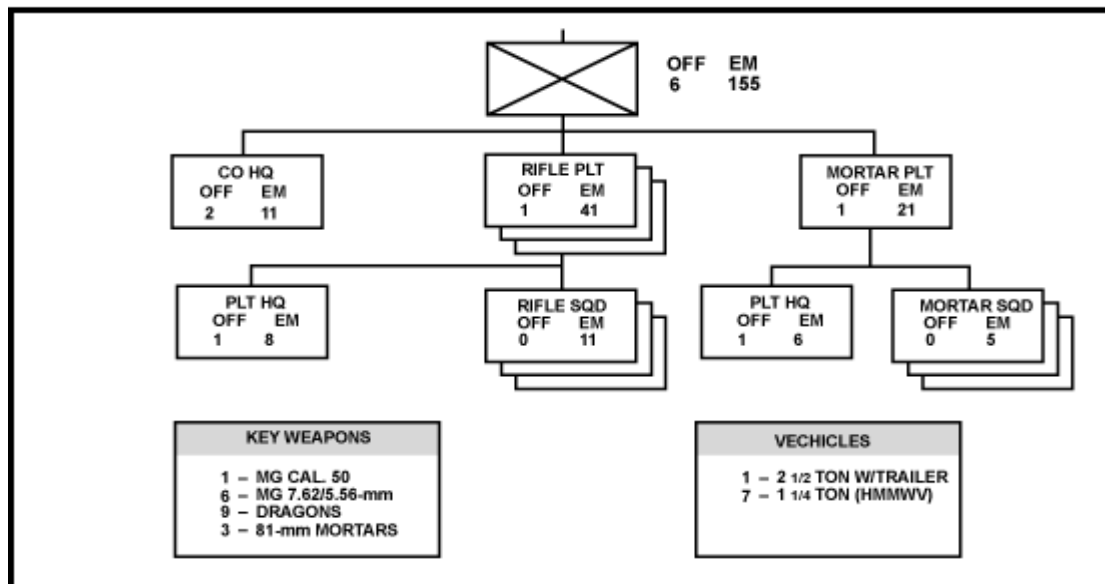 OFF EM
6 155
CO HQ
OFF EM
2 11
RIFLE PLT
OFF EM
1 41
MORTAR PLT
OFF EM
1 21
PLT HQ
OFF EM
1 8
RIFLE SQD
OFF EM
0 11
PLT HQ
OFF EM
1 6
MORTAR SQD
OFF EM
0 5
KEY WEAPONS
1 – MG CAL. 50
6 – MG 7.62/5.56-mm
9 – DRAGONS
3 – 81-mm MORTARS
VECHICLES
1 – 2 1/2 TON W/TRAILER
7 – 1 1/4 TON (HMMWV)